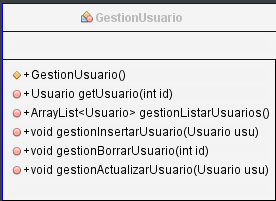 GestionUsuario
+GestionUsuario()
+Usuario getUsuario(int id)
+ArrayList<Usuario> gestionListarUsuarios()
+void gestionInsertarUsuario(Usuario usu)
+void gestionBorrarUsuario(int id)
+void gestionActualizarUsuario(Usuario usu)